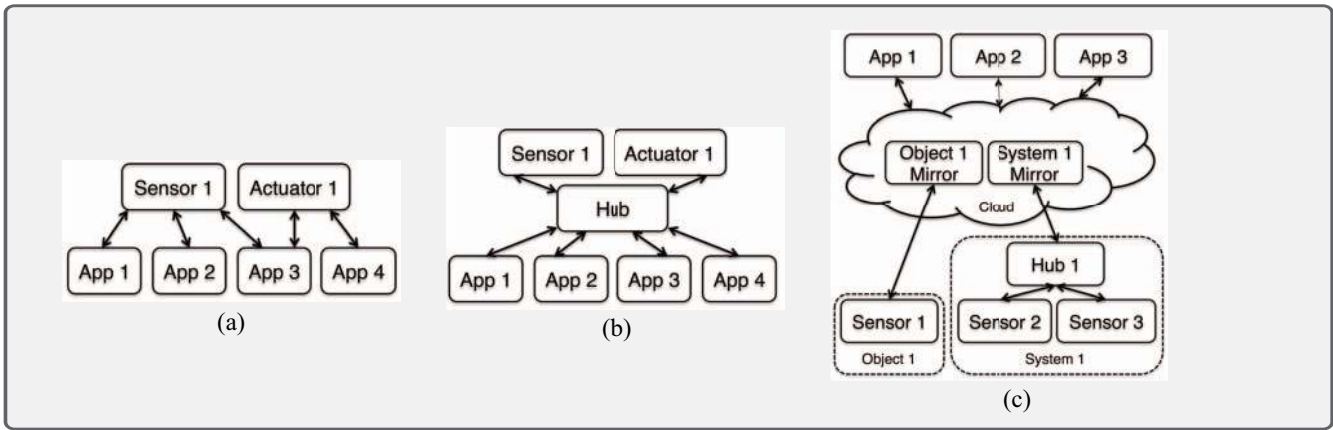 Sensor 1 Actuator 1
App 1 App 2 App 3 App 4
(a)
Sensor 1 Actuator 1
Hub
App 1 App 2 App 3 App 4
(b)
App 1 App 2 App 3
Object 1 System 1
Mirror Mirror
Cloud
Hub 1
Sensor 1 Sensor 2 Sensor 3
Object 1 System 1
(c)